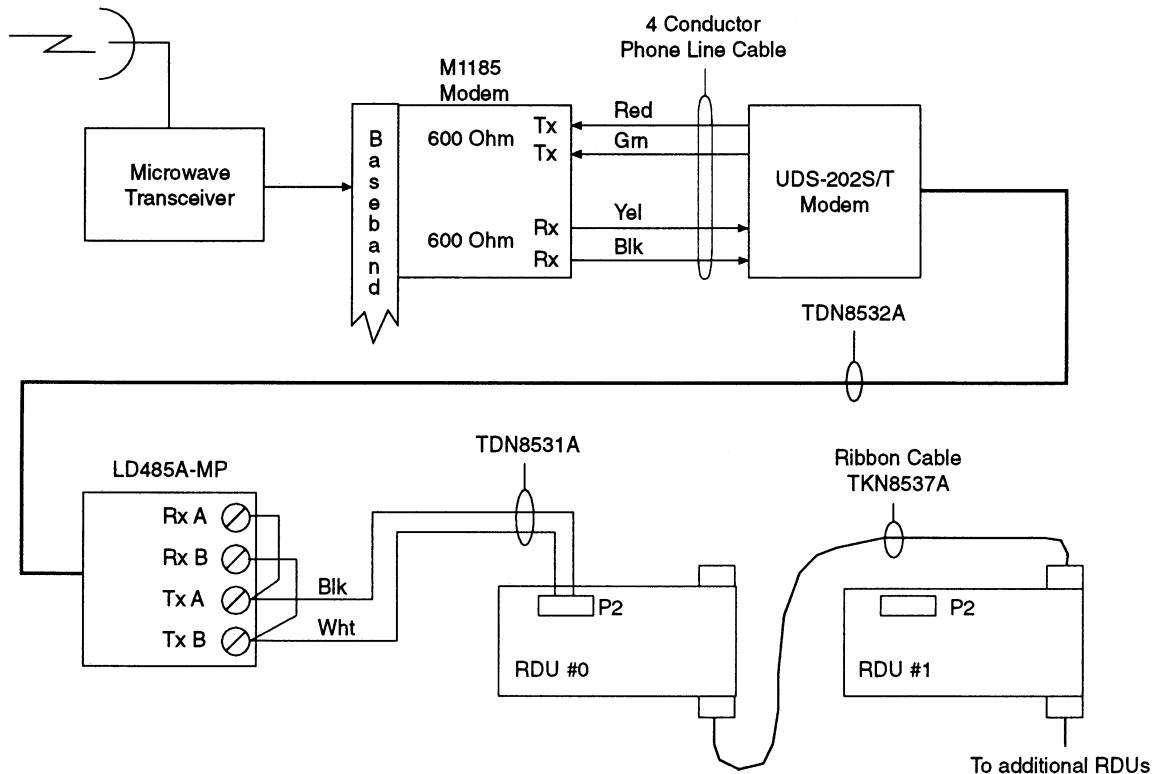 4 Conductor
Phone Line Cable
M1185
Modem
Microwave
Transceiver
Baseband
600 Ohm
Tx
Tx
600 Ohm
Rx
Rx
Red
Grn
Yel
Blk
UDS-202S/T
Modem
TDN8532A
LD485A-MP
Rx A
Rx B
Tx A
Tx B
Blk
Wht
TDN8531A
P2
RDU #0
Ribbon Cable
TKN8537A
P2
RDU #1
To additional RDUs